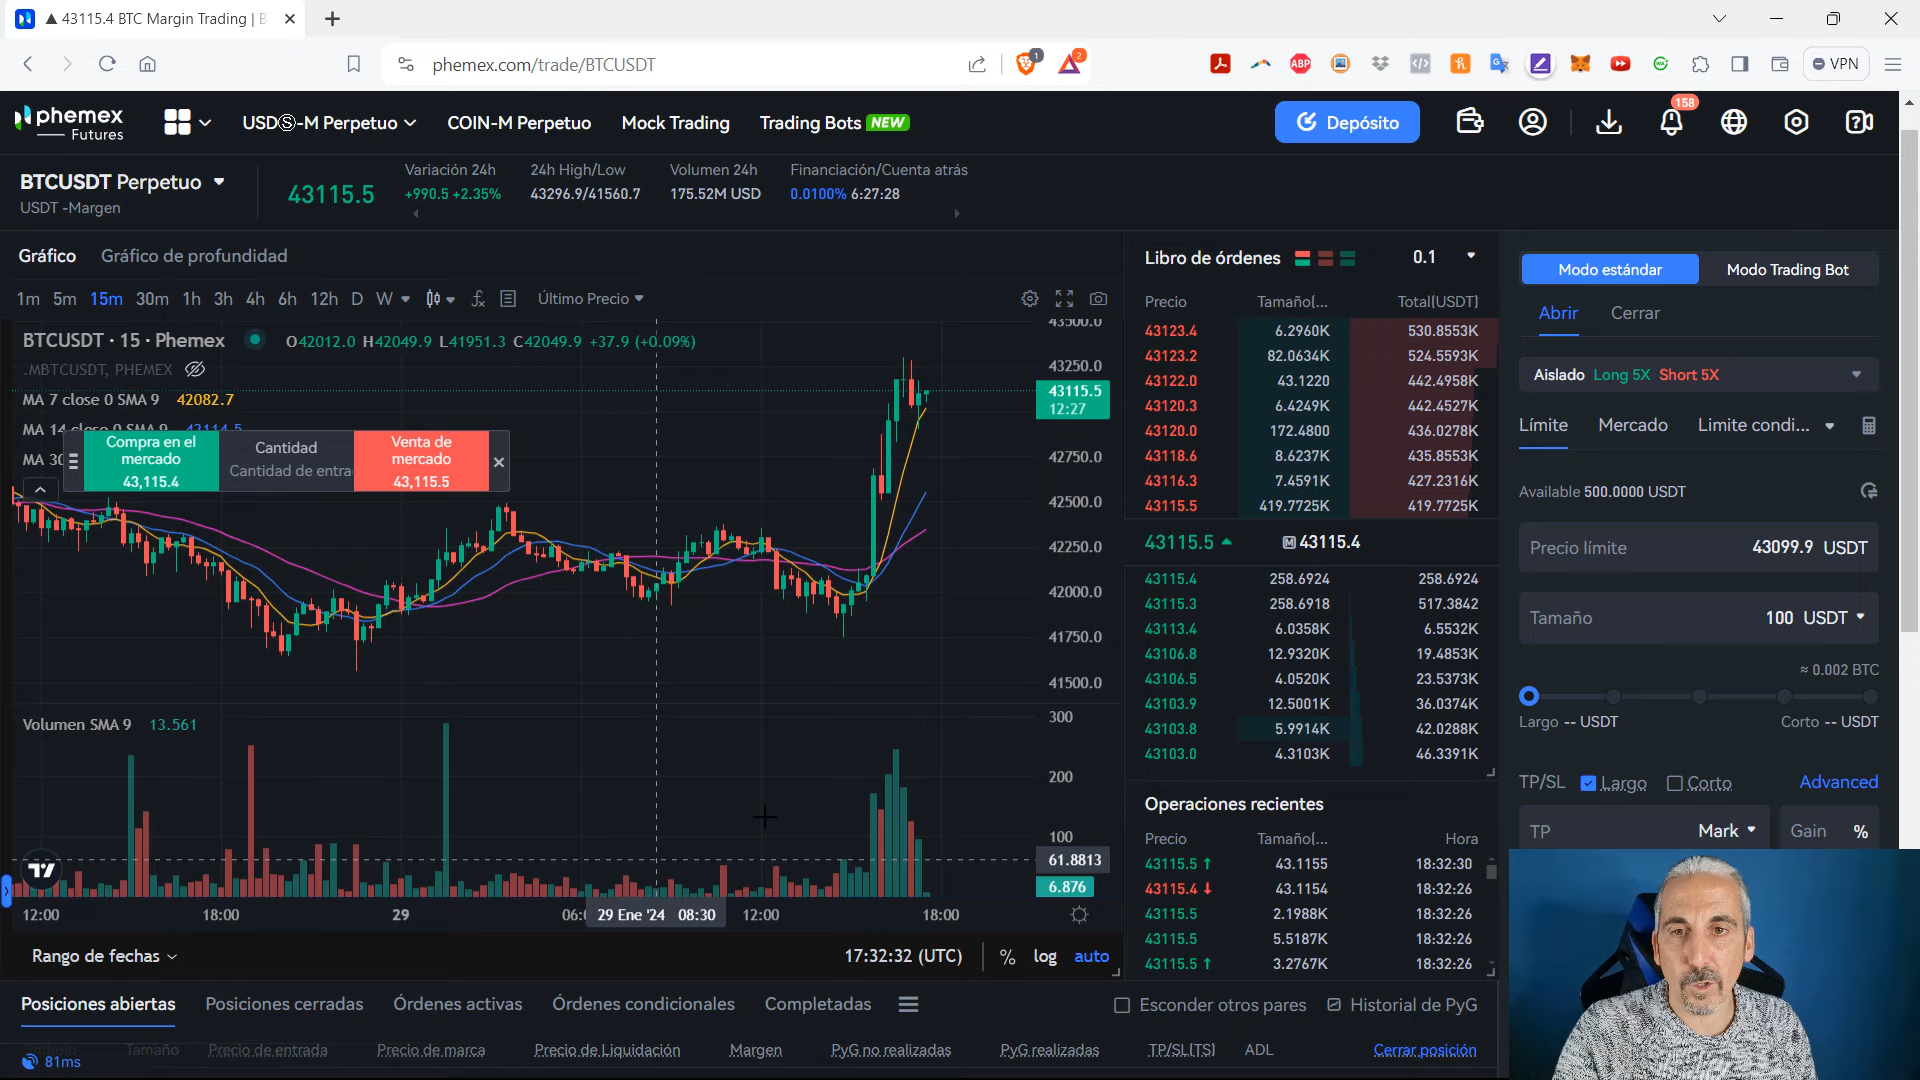 43115.4 BTC Margin Trading | B
phemex.com/trade/BTCUSDT
1
2
ABP
VPN
phemex
Futures
USDⓈ-M Perpetuo
COIN-M Perpetuo
Mock Trading
Trading Bots NEW
Depósito
158
BTCUSDT Perpetuo
USDT -Margen
43115.5
Variación 24h
+990.5 +2.35%
24h High/Low
43296.9/41560.7
Volumen 24h
175.52M USD
Financiación/Cuenta atrás
0.0100% 6:27:28
Gráfico
Gráfico de profundidad
1m 5m 15m 30m 1h 3h 4h 6h 12h D W
Último Precio
BTCUSDT · 15 · Phemex
O42012.0 H42049.9 L41951.3 C42049.9 +37.9 (+0.09%)
.MBTCUSDT, PHEMEX
MA 7 close 0 SMA 9 42082.7
MA 14 close 0 SMA 9 42114.5
MA 30
Compra en el mercado
43,115.4
Cantidad
Cantidad de entra
Venta de mercado
43,115.5
43500.0
43250.0
43115.5
12:27
42750.0
42500.0
42250.0
42000.0
41750.0
41500.0
Volumen SMA 9 13.561
300
200
100
61.8813
6.876
12:00
18:00
29
06:
29 Ene '24 08:30
12:00
18:00
Rango de fechas
17:32:32 (UTC)
%
log
auto
Libro de órdenes
0.1
Precio Tamaño(... Total(USDT)
43123.4 6.2960K 530.8553K
43123.2 82.0634K 524.5593K
43122.0 43.1220 442.4958K
43120.3 6.4249K 442.4527K
43120.0 172.4800 436.0278K
43118.6 8.6237K 435.8553K
43116.3 7.4591K 427.2316K
43115.5 419.7725K 419.7725K
43115.5
M 43115.4
43115.4 258.6924 258.6924
43115.3 258.6918 517.3842
43113.4 6.0358K 6.5532K
43106.8 12.9320K 19.4853K
43106.5 4.0520K 23.5373K
43103.9 12.5001K 36.0374K
43103.8 5.9914K 42.0288K
43103.0 4.3103K 46.3391K
Operaciones recientes
Precio Tamaño(... Hora
43115.5 ↑ 43.1155 18:32:30
43115.4 ↓ 43.1154 18:32:26
43115.5 2.1988K 18:32:26
43115.5 5.5187K 18:32:26
43115.5 ↑ 3.2767K 18:32:26
Modo estándar
Modo Trading Bot
Abrir
Cerrar
Aislado Long 5X Short 5X
Límite
Mercado
Limite condi...
Available 500.0000 USDT
Precio límite 43099.9 USDT
Tamaño 100 USDT
≈ 0.002 BTC
Largo -- USDT
Corto -- USDT
TP/SL
Largo
Corto
Advanced
TP
Mark
Gain %
Posiciones abiertas
Posiciones cerradas
Órdenes activas
Órdenes condicionales
Completadas
Esconder otros pares
Historial de PyG
Tamaño
Precio de entrada
Precio de marca
Precio de Liquidación
Margen
PyG no realizadas
PyG realizadas
TP/SL(TS)
ADL
Cerrar posición
81ms